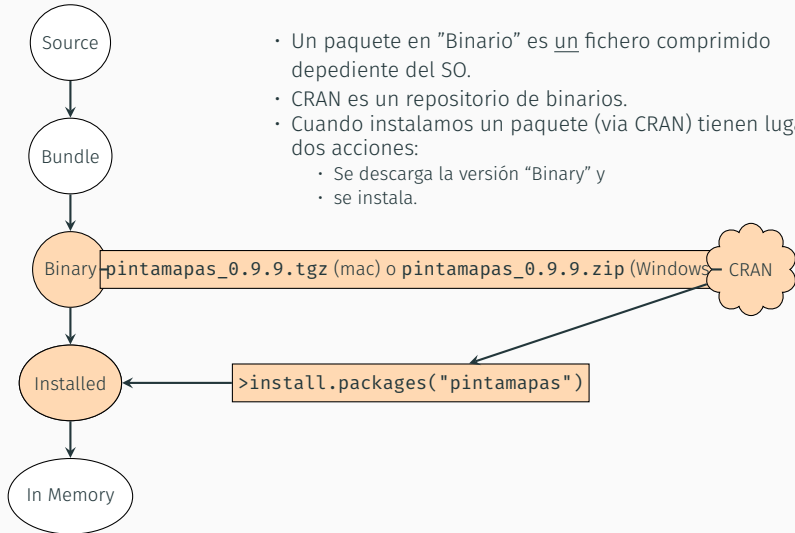 Source
· Un paquete en ”Binario” es un fichero comprimido
depediente del SO.
· CRAN es un repositorio de binarios.
· Cuando instalamos un paquete (via CRAN) tienen luga
dos acciones:
· Se descarga la versión “Binary” y
· se instala.
Bundle
Binary
pintamapas_0.9.9.tgz (mac) o pintamapas_0.9.9.zip (Windows
CRAN
Installed
>install.packages("pintamapas")
In Memory